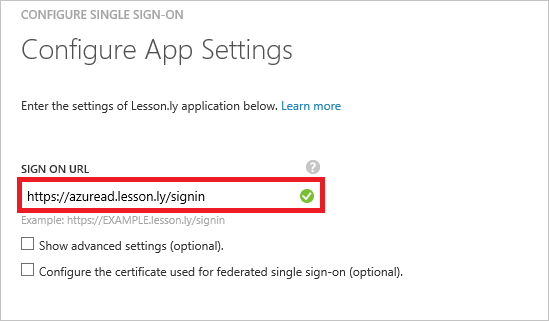 CONFIGURE SINGLE SIGN-ON
Configure App Settings
Enter the settings of Lesson.ly application below. Learn more
SIGN ON URL ?
https://azuread.lesson.ly/signin
Example: https://EXAMPLE.lesson.ly/signin
Show advanced settings (optional).
Configure the certificate used for federated single sign-on (optional).